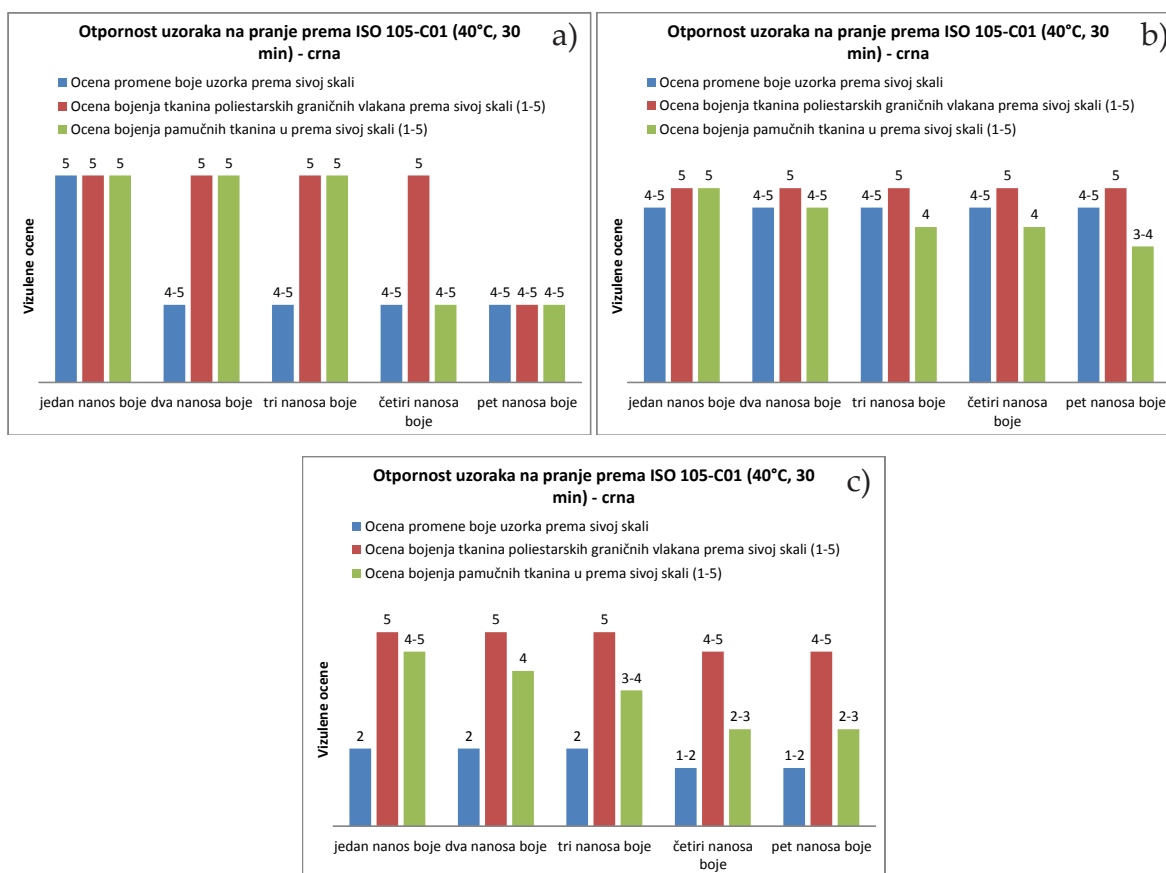 Otpornost uzoraka na pranje prema ISO 105-C01 (40°C, 30
min) - crna
a)
Ocena promene boje uzorka prema sivoj skali
Ocena bojenja tkanina poliestarskih graničnih vlakana prema sivoj skali (1-5)
Ocena bojenja pamučnih tkanina u prema sivoj skali (1-5)
Vizulene ocene
5 5 5
4-5 5 5
4-5 5 5
4-5 5 4-5
4-5 4-5 4-5
jedan nanos boje dva nanosa boje tri nanosa boje četiri nanosa pet nanosa boje
boje
Otpornost uzoraka na pranje prema ISO 105-C01 (40°C, 30
min) - crna
b)
Ocena promene boje uzorka prema sivoj skali
Ocena bojenja tkanina poliestarskih graničnih vlakana prema sivoj skali (1-5)
Ocena bojenja pamučnih tkanina u prema sivoj skali (1-5)
Vizulene ocene
4-5 5 5
4-5 5 4-5
4-5 5 4
4-5 5 4
4-5 5 3-4
jedan nanos boje dva nanosa boje tri nanosa boje četiri nanosa pet nanosa boje
boje
Otpornost uzoraka na pranje prema ISO 105-C01 (40°C, 30
min) - crna
c)
Ocena promene boje uzorka prema sivoj skali
Ocena bojenja tkanina poliestarskih graničnih vlakana prema sivoj skali (1-5)
Ocena bojenja pamučnih tkanina u prema sivoj skali (1-5)
Vizulene ocene
2 5 4-5
2 5 4
2 5 3-4
1-2 4-5 2-3
1-2 4-5 2-3
jedan nanos boje dva nanosa boje tri nanosa boje četiri nanosa pet nanosa boje
boje